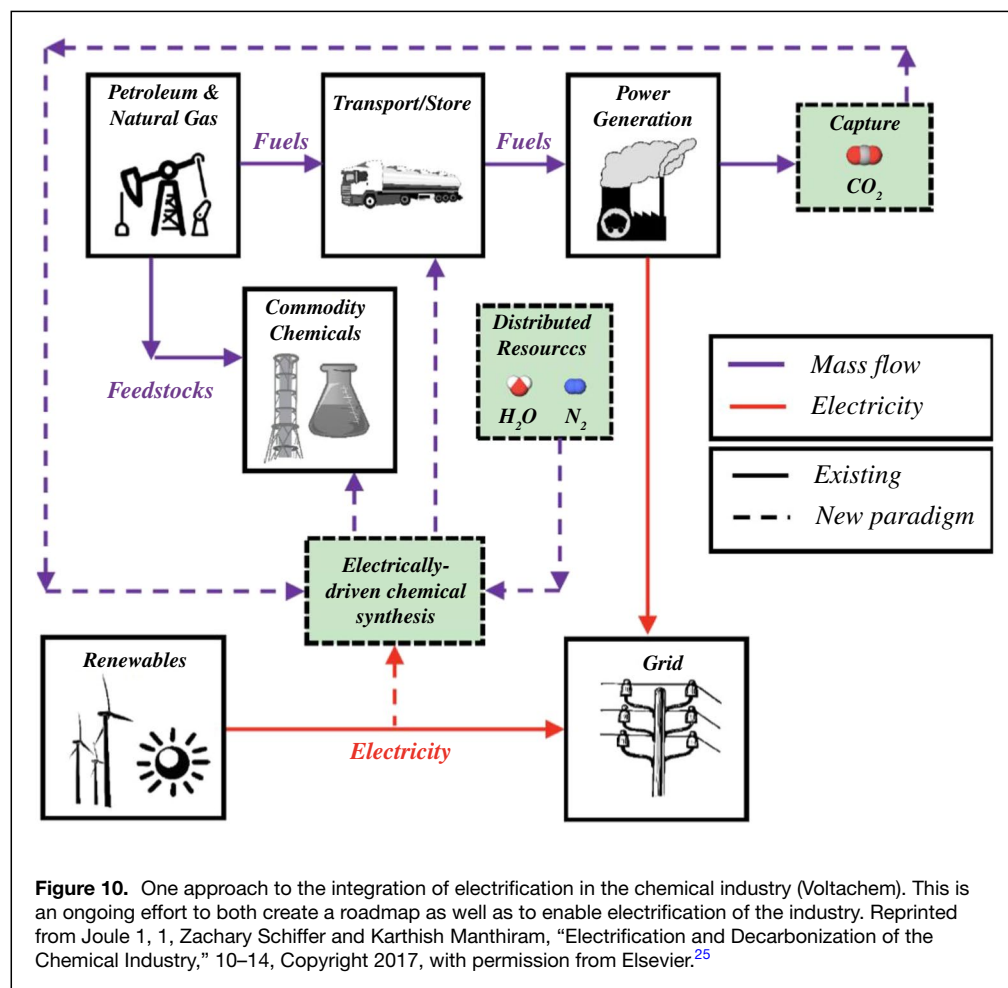 Petroleum &
Natural Gas
Transport/Store
Power
Generation
Capture
CO₂
Fuels
Fuels
Commodity
Chemicals
Feedstocks
Distributed
Resourccs
H₂O N₂
Mass flow
Electricity
Existing
New paradigm
Electrically-
driven chemical
synthesis
Renewables
Electricity
Grid
Figure 10. One approach to the integration of electrification in the chemical industry (Voltachem). This is
an ongoing effort to both create a roadmap as well as to enable electrification of the industry. Reprinted
from Joule 1, 1, Zachary Schiffer and Karthish Manthiram, “Electrification and Decarbonization of the
Chemical Industry,” 10–14, Copyright 2017, with permission from Elsevier.²⁵